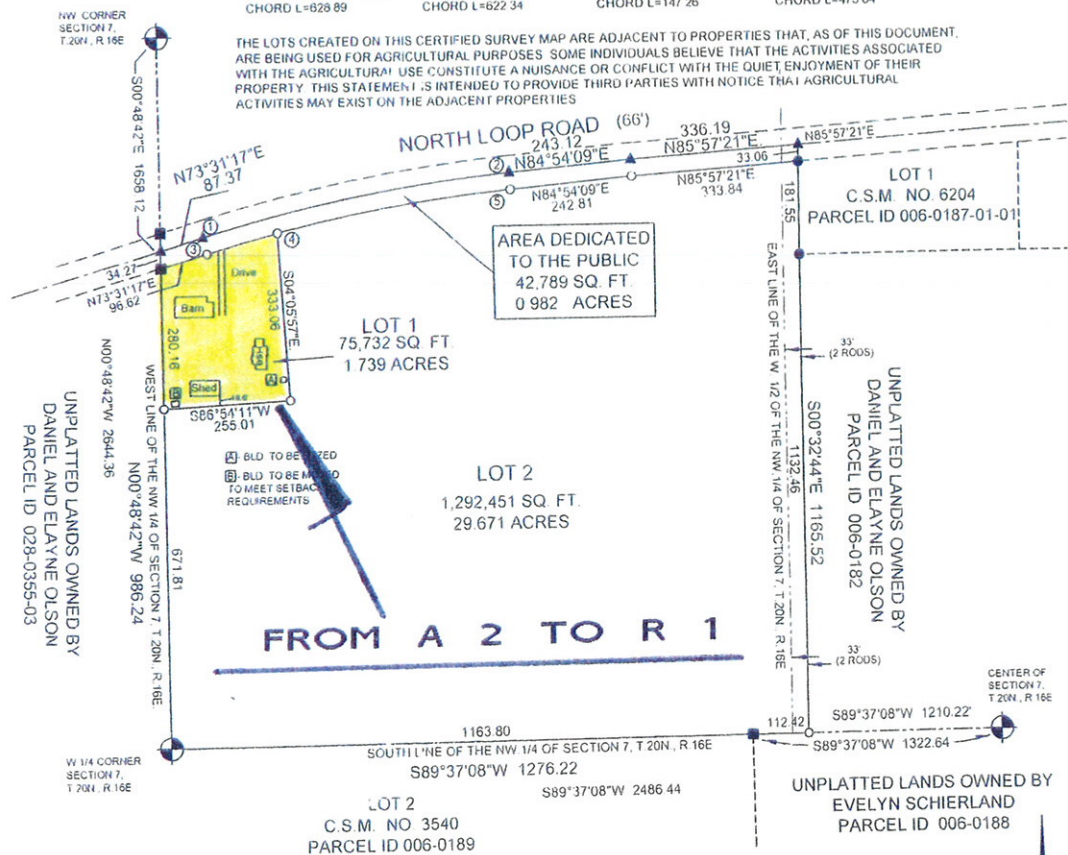 CHORD L=628 89
CHORD L=622 34
CHORD L=147 26
NW CORNER
SECTION 7,
T.20N., R 16E
THE LOTS CREATED ON THIS CERTIFIED SURVEY MAP ARE ADJACENT TO PROPERTIES THAT, AS OF THIS DOCUMENT,
ARE BEING USED FOR AGRICULTURAL PURPOSES SOME INDIVIDUALS BELIEVE THAT THE ACTIVITIES ASSOCIATED
WITH THE AGRICULTURAL USE CONSTITUTE A NUISANCE OR CONFLICT WITH THE QUIET ENJOYMENT OF THEIR
PROPERTY THIS STATEMENT IS INTENDED TO PROVIDE THIRD PARTIES WITH NOTICE THAT AGRICULTURAL
ACTIVITIES MAY EXIST ON THE ADJACENT PROPERTIES
S00°48'42"E 1658.12
NORTH LOOP ROAD (66')
243.12
N84°54'09"E
336.19
N85°57'21"E
N85°57'21"E
33.06
N73°31'17"E
87.37
①
②
③
④
⑤
N84°54'09"E
242.81
N85°57'21"E
333.84
181.55
LOT 1
C.S.M. NO. 6204
PARCEL ID 006-0187-01-01
34.27
N73°31'17"E
96.62
AREA DEDICATED
TO THE PUBLIC
42,789 SQ. FT.
0 982 ACRES
Drive
Barn
Shed
S04°05'57"E.
333.06
280.16
LOT 1
75,732 SQ. FT.
1.739 ACRES
S86°54'11"W
255.01
A - BLD TO BE
B - BLD TO BE
TO MEET SETBACK
REQUIREMENTS
LOT 2
1,292,451 SQ. FT.
29.671 ACRES
UNPLATTED LANDS OWNED BY
DANIEL AND ELAYNE OLSON
PARCEL ID 028-0355-03
N00°48'42"W 2644.36
WEST LINE OF THE NW 1/4 OF SECTION 7, T 20N., R.16E.
N00°48'42"W 986.24
671.81
EAST LINE OF THE W 1/2 OF THE NW 1/4 OF SECTION 7, T.20N R.16E
33'
(2 RODS)
1132.46
S00°32'44"E 1165.52
UNPLATTED LANDS OWNED BY
DANIEL AND ELAYNE OLSON
PARCEL ID 006-0182
33'
(2 RODS)
FROM A 2 TO R 1
CENTER OF
SECTION 7,
T 20N., R 16E
S89°37'08"W 1210.22'
112.42
S89°37'08"W 1322.64
1163.80
SOUTH LINE OF THE NW 1/4 OF SECTION 7, T 20N , R.16E
S89°37'08"W 1276.22
S89°37'08"W 2486 44
W 1/4 CORNER
SECTION 7,
T 20N , R.16E
LOT 2
C.S.M. NO 3540
PARCEL ID 006-0189
UNPLATTED LANDS OWNED BY
EVELYN SCHIERLAND
PARCEL ID 006-0188